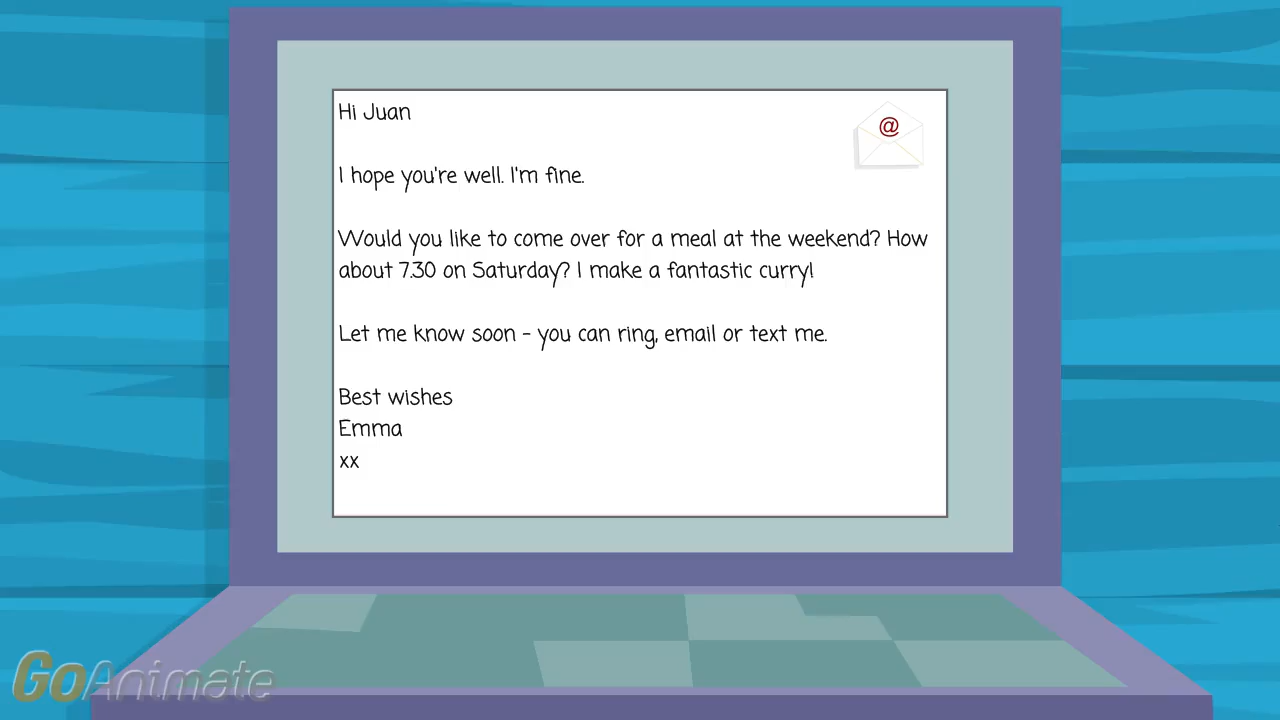 Hi Juan
@
I hope you're well. I'm fine.
Would you like to come over for a meal at the weekend? How
about 7.30 on Saturday? I make a fantastic curry!
Let me know soon - you can ring, email or text me.
Best wishes
Emma
xx
GoAnimate